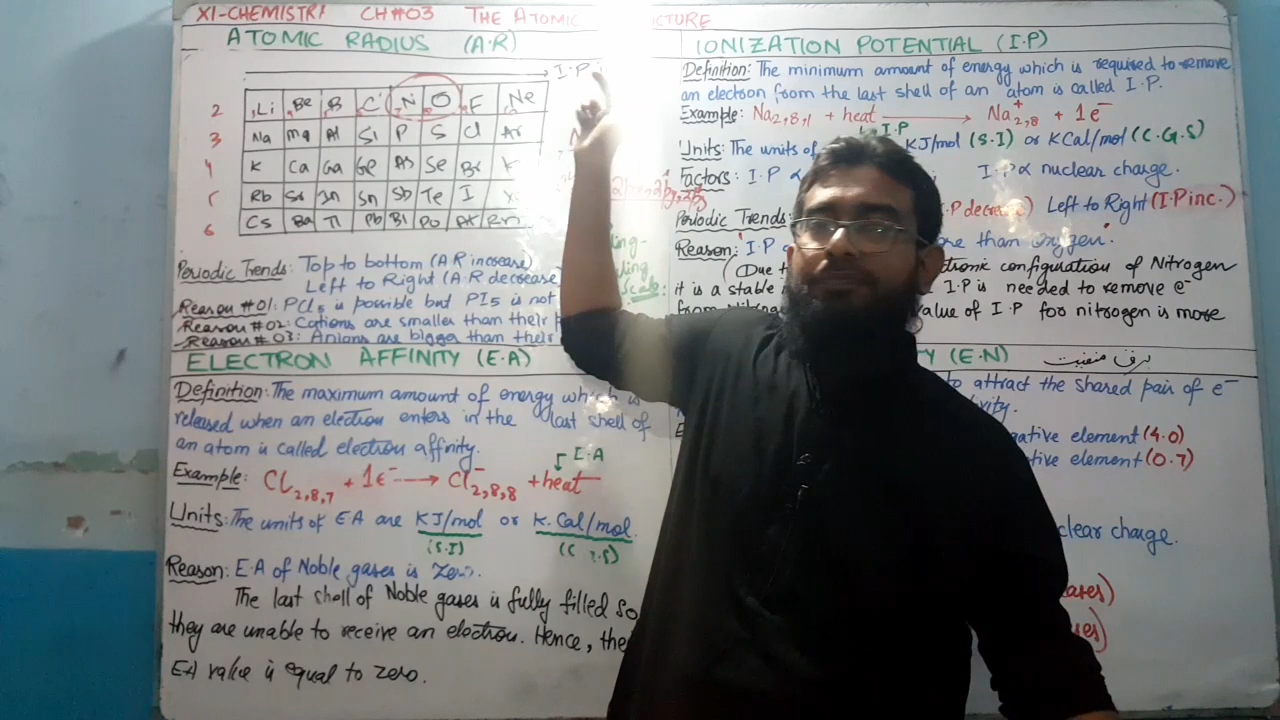 XI-CHEMISTRY CH#03 THE ATOMIC CTURE
ATOMIC RADIUS (A.R)
I.P
2 Li Be B C N O F Ne
3 Na Mg Al Si P S Cl Ar
4 K Ca Ga Ge As Se Br K
5 Rb Sr In Sn Sb Te I X
6 Cs Ba Tl Pb Bi Po At Rn
Periodic Trends: Top to bottom (A.R increase)
Left to Right (A.R decrease
Reason #01: PCl5 is possible but PI5 is not
Reason #02: Cations are smaller than their p
Reason #03: Anions are bigger than their
IONIZATION POTENTIAL (I.P)
Definition: The minimum amount of energy which is required to remove
an electron from the last shell of an atom is called I.P.
Example: Na2,8,1 + heat → Na+2,8 + 1e-
I.P
Units: The units of KJ/mol (S.I) or KCal/mol (C.G.S)
Factors: I.P ∝ I.P ∝ nuclear charge.
Periodic Trends: .P decrease) Left to Right (I.P inc.)
Reason: I.P ore than oxygen.
(Due t ctronic configuration of Nitrogen
it is a stable I.P is needed to remove e-
from Nitrog value of I.P for nitrogen is more
ELECTRON AFFINITY (E.A)
Definition: The maximum amount of energy which is
released when an electron enters in the last shell of
an atom is called electron affinity.
E.A
Example: Cl2,8,7 + 1e- → Cl-2,8,8 + heat
Units: The units of E.A are KJ/mol or K.Cal/mol.
(S.I)
Reason: E.A of Noble gases is Zero.
The last shell of Noble gases is fully filled so
they are unable to receive an electron. Hence, the
E.A value is equal to zero.
Y (E.N) برق منفیت
to attract the shared pair of e-
ivity.
gative element (4.0)
tive element (0.7)
clear charge.
ases)
ses)